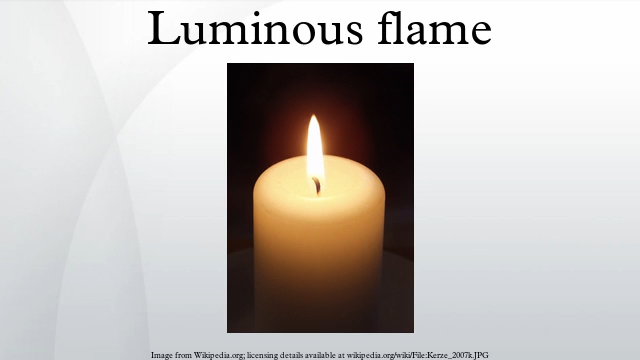 Luminous flame
Image from Wikipedia.org; licensing details available at wikipedia.org/wiki/File:Kerze_2007k.JPG